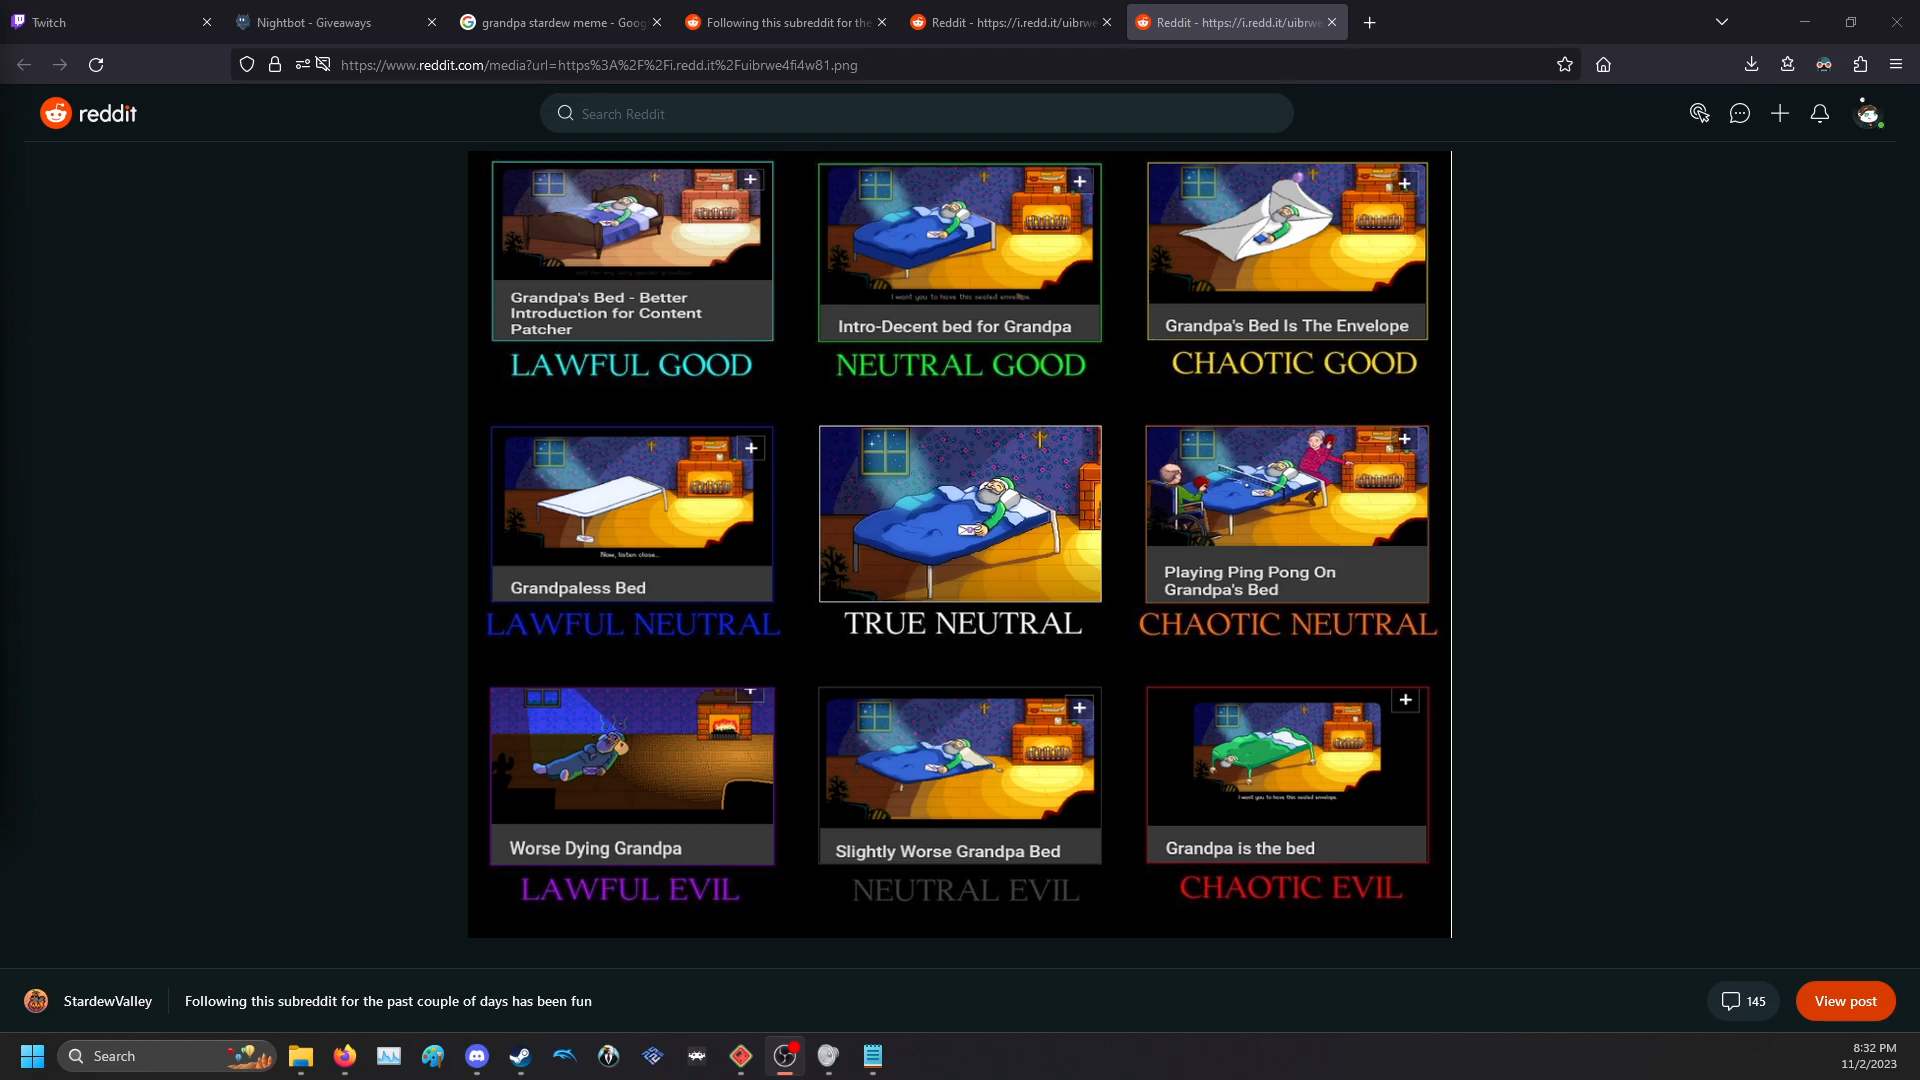 Twitch
Nightbot - Giveaways
grandpa stardew meme - Goog
Following this subreddit for the
Reddit - https://i.redd.it/uibrwe
Reddit - https://i.redd.it/uibrwe
https://www.reddit.com/media?url=https%3A%2F%2Fi.redd.it%2Fuibrwe4fi4w81.png
reddit
Search Reddit
I want you to have this sealed envelope.
Grandpa's Bed - Better
Introduction for Content
Patcher
Intro-Decent bed for Grandpa
Grandpa's Bed Is The Envelope
LAWFUL GOOD
NEUTRAL GOOD
CHAOTIC GOOD
Now, listen close...
Grandpaless Bed
Playing Ping Pong On
Grandpa's Bed
LAWFUL NEUTRAL
TRUE NEUTRAL
CHAOTIC NEUTRAL
I want you to have this sealed envelope.
Worse Dying Grandpa
Slightly Worse Grandpa Bed
Grandpa is the bed
LAWFUL EVIL
NEUTRAL EVIL
CHAOTIC EVIL
StardewValley
Following this subreddit for the past couple of days has been fun
145
View post
Search
8:32 PM
11/2/2023